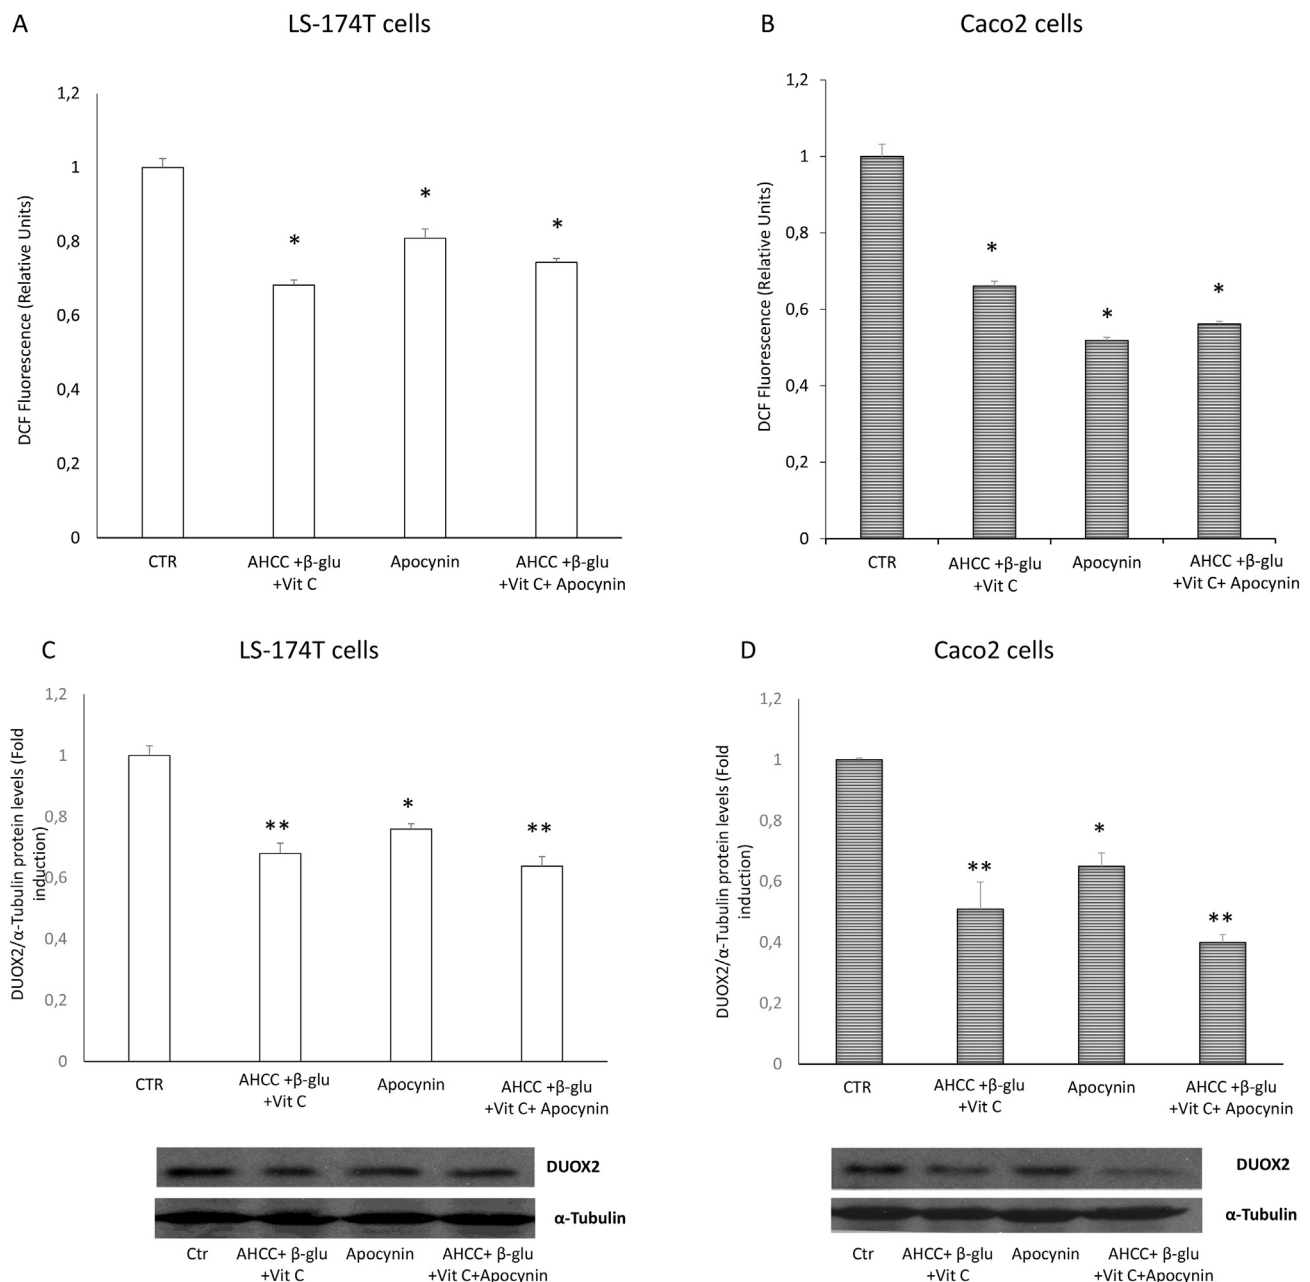 A
LS-174T cells
DCF Fluorescence (Relative Units)
1,2
1
0,8
0,6
0,4
0,2
0
*
*
*
CTR
AHCC +β-glu
+Vit C
Apocynin
AHCC +β-glu
+Vit C+ Apocynin
B
Caco2 cells
DCF Fluorescence (Relative Units)
1,2
1
0,8
0,6
0,4
0,2
0
*
*
*
CTR
AHCC +β-glu
+Vit C
Apocynin
AHCC +β-glu
+Vit C+ Apocynin
C
LS-174T cells
DUOX2/α-Tubulin protein levels (Fold
induction)
1,2
1
0,8
0,6
0,4
0,2
0
**
*
**
CTR
AHCC +β-glu
+Vit C
Apocynin
AHCC +β-glu
+Vit C+ Apocynin
DUOX2
α-Tubulin
Ctr
AHCC+ β-glu
+Vit C
Apocynin
AHCC+ β-glu
+Vit C+Apocynin
D
Caco2 cells
DUOX2/α-Tubulin protein levels (Fold
induction)
1,2
1
0,8
0,6
0,4
0,2
0
**
*
**
CTR
AHCC +β-glu
+Vit C
Apocynin
AHCC +β-glu
+Vit C+ Apocynin
DUOX2
α-Tubulin
Ctr
AHCC+ β-glu
+Vit C
Apocynin
AHCC+ β-glu
+Vit C+Apocynin